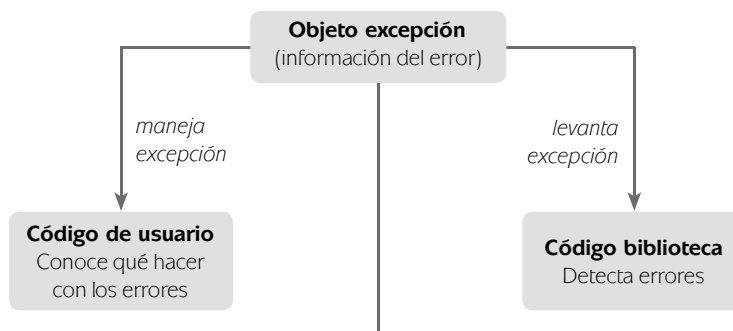 Objeto excepción
(información del error)
maneja
excepción
levanta
excepción
Código de usuario
Conoce qué hacer
con los errores
Código biblioteca
Detecta errores